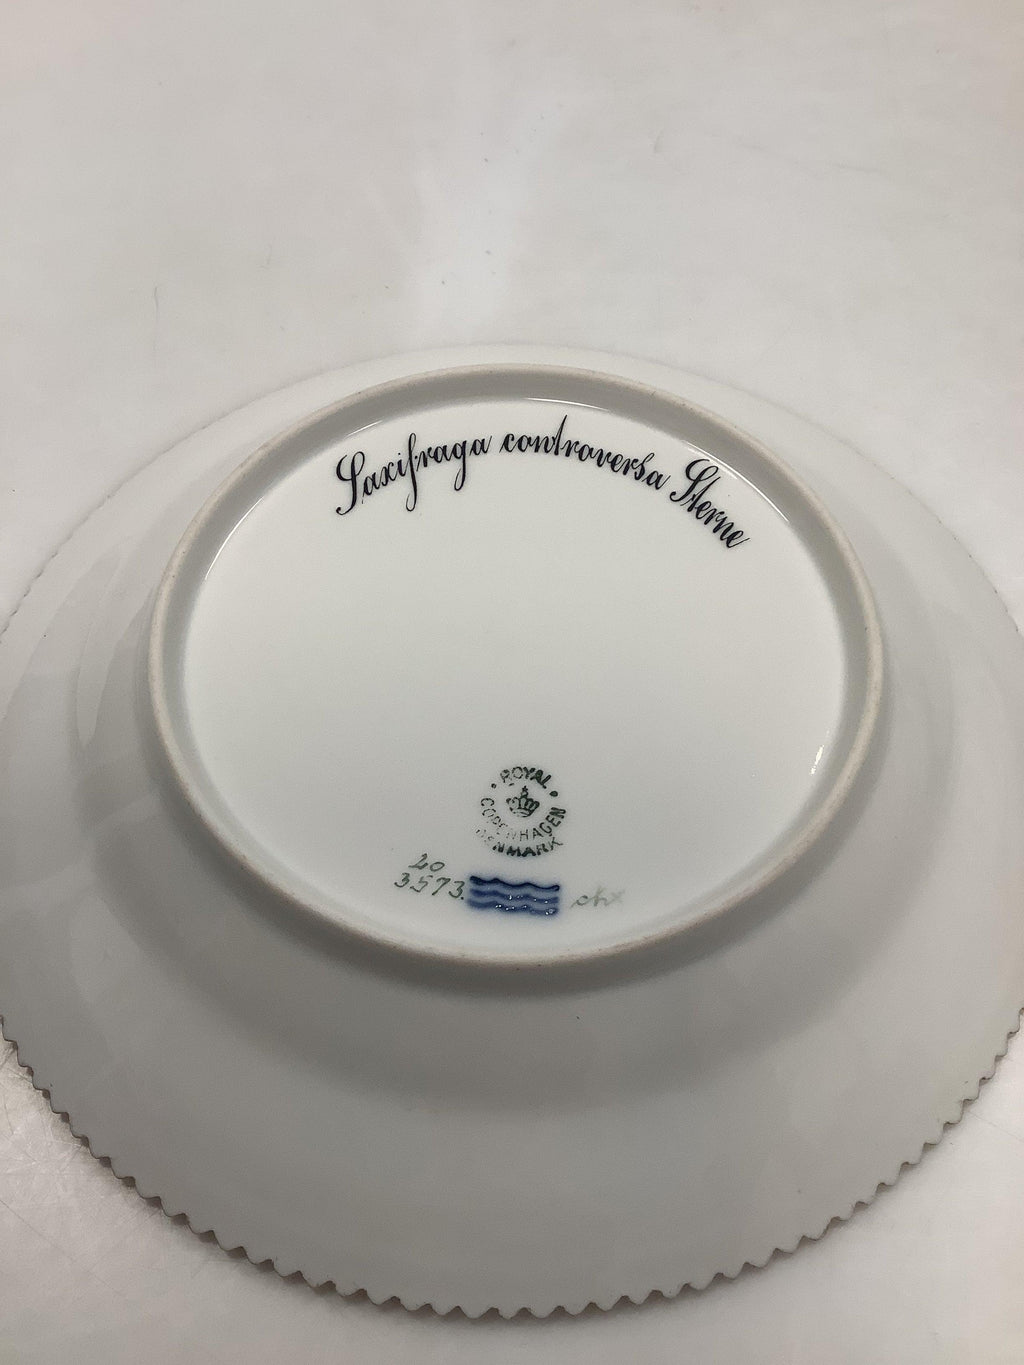 Saxifraga controversa Sterne
ROYAL
COPENHAGEN
DENMARK
20
3573.